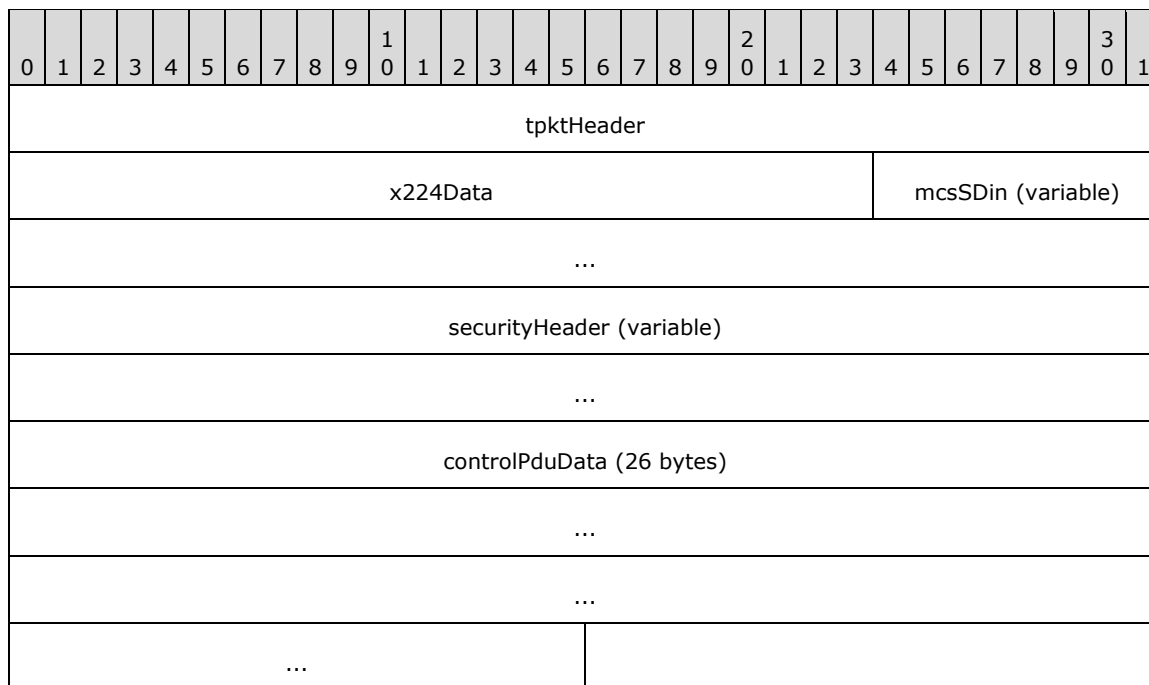 1 2 3
0 1 2 3 4 5 6 7 8 9 0 1 2 3 4 5 6 7 8 9 0 1 2 3 4 5 6 7 8 9 0 1
tpktHeader
x224Data mcsSDin (variable)
...
securityHeader (variable)
...
controlPduData (26 bytes)
...
...
...